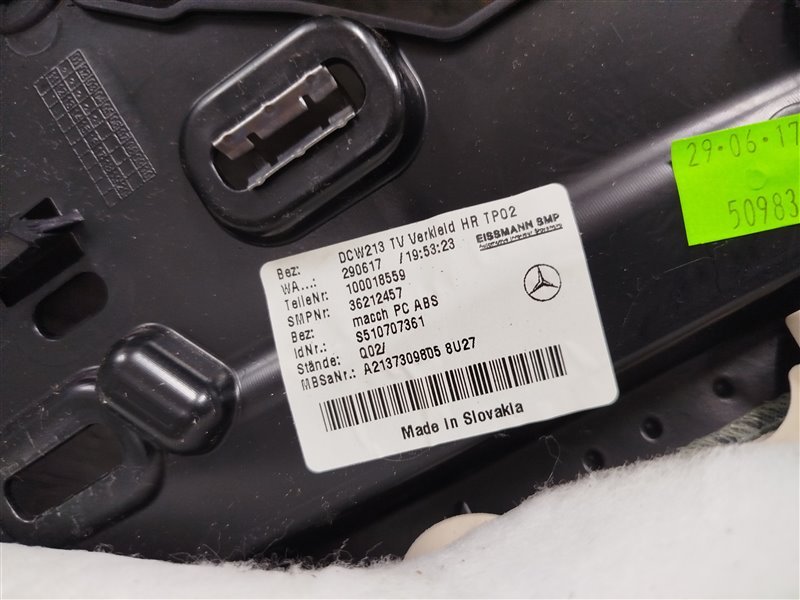 Bez: DCW213 TV Verkleid HR TP02
WA...: 290617 /19:53:23
TeileNr: 100018559
SMPNr: 36212457
Bez: macch PC ABS
IdNr.: S510707361
Stände: Q02/
MBSaNr.: A2137309805 8U27
Made in Slovakia
EISSMANN SMP
29·06·17
50983